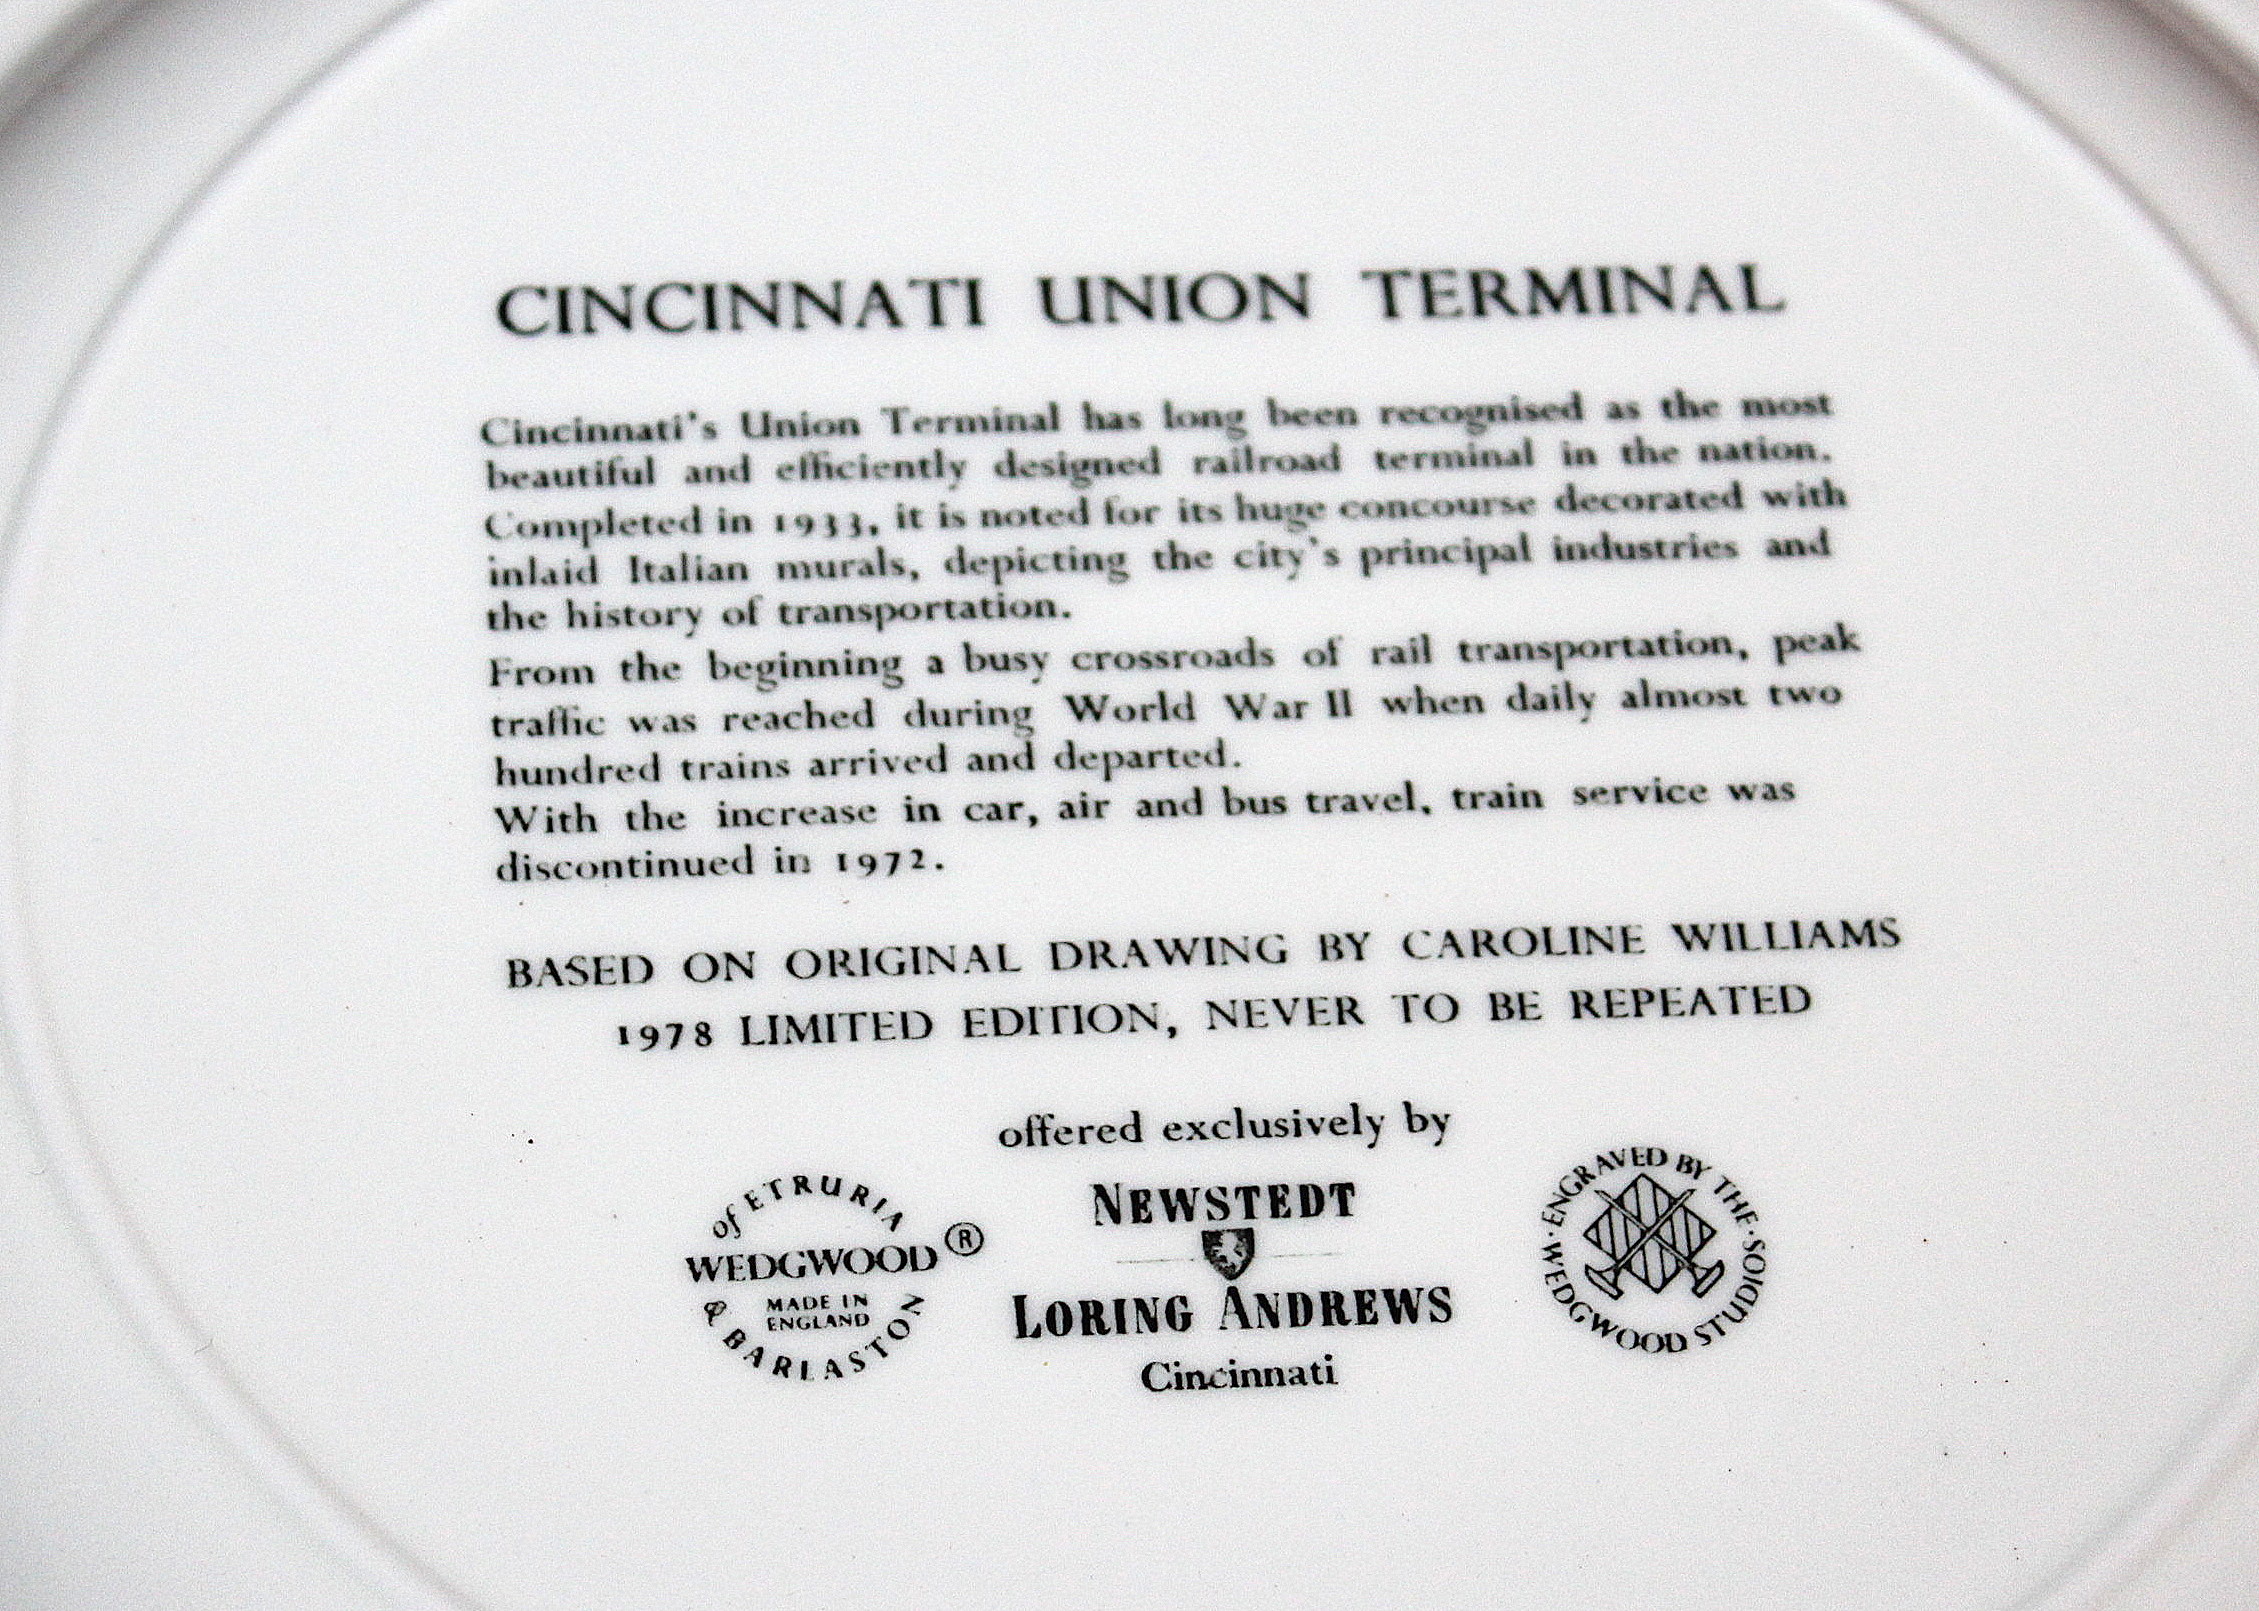 CINCINNATI UNION TERMINAL
Cincinnati's Union Terminal has long been recognised as the most
beautiful and efficiently designed railroad terminal in the nation.
Completed in 1933, it is noted for its huge concourse decorated with
inlaid Italian murals, depicting the city's principal industries and
the history of transportation.
From the beginning a busy crossroads of rail transportation, peak
traffic was reached during World War II when daily almost two
hundred trains arrived and departed.
With the increase in car, air and bus travel, train service was
discontinued in 1972.
BASED ON ORIGINAL DRAWING BY CAROLINE WILLIAMS
1978 LIMITED EDITION, NEVER TO BE REPEATED
offered exclusively by
of ETRURIA
WEDGWOOD ®
MADE IN
ENGLAND
& BARLASTON
NEWSTEDT
LORING ANDREWS
Cincinnati
ENGRAVED BY THE · WEDGWOOD STUDIOS ·